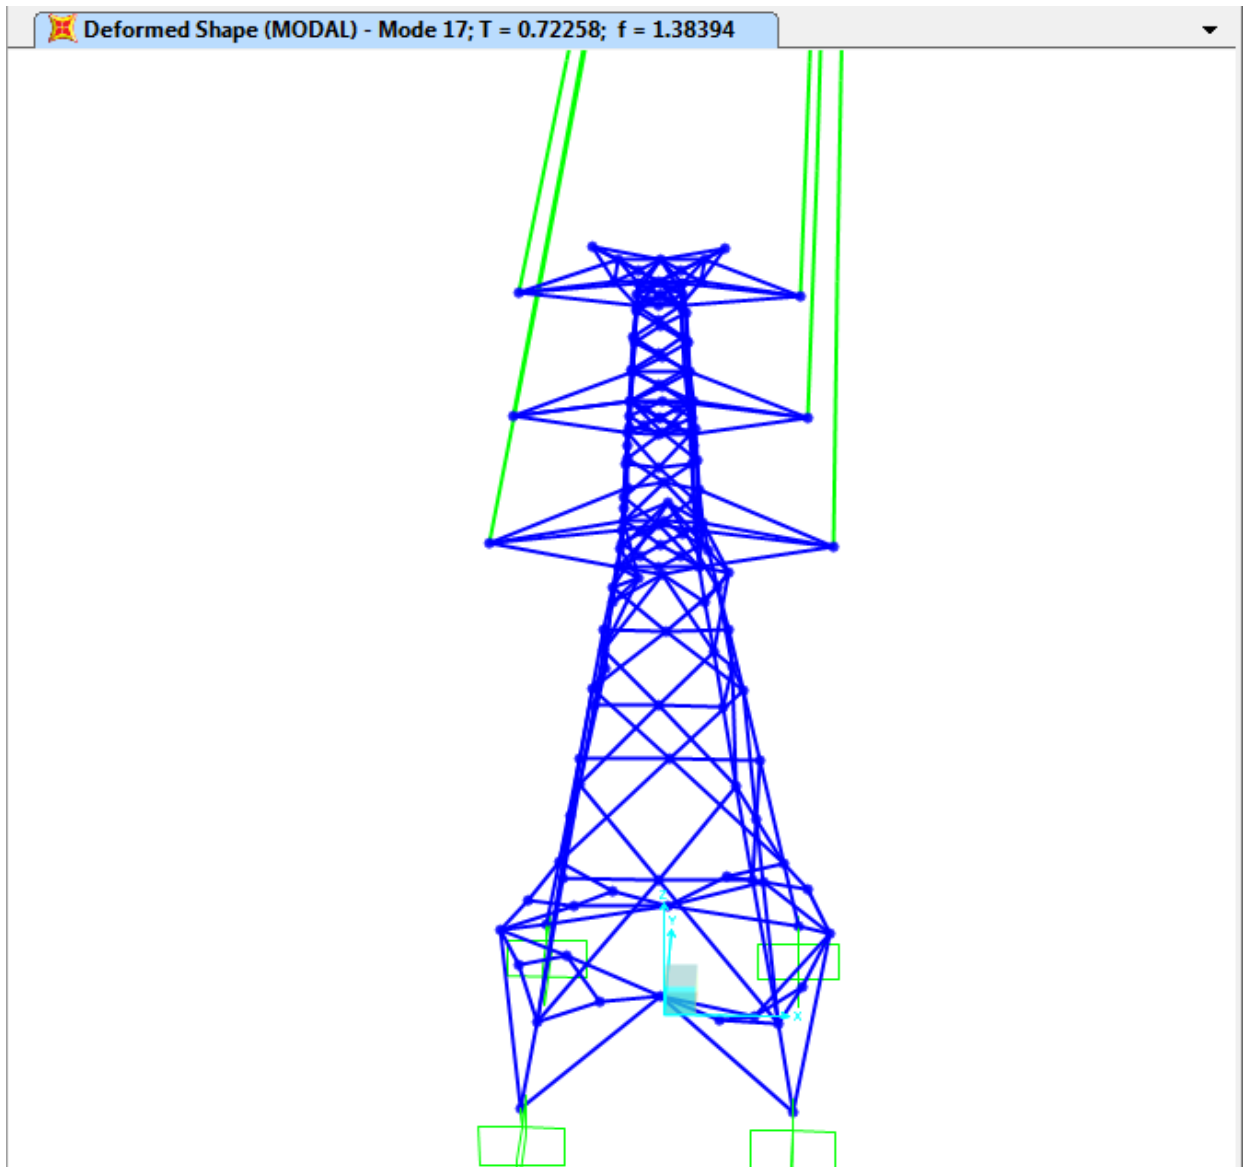 Deformed Shape (MODAL) - Mode 17; T = 0.72258; f = 1.38394
Z
Y
X